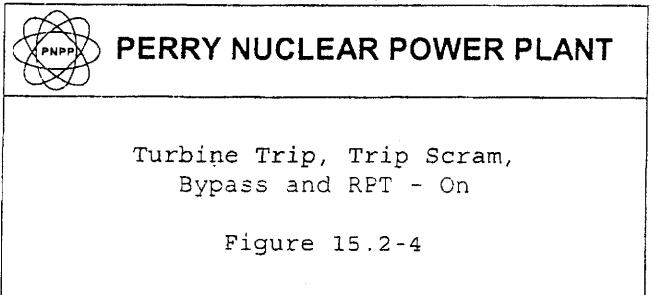 PNPP
PERRY NUCLEAR POWER PLANT
Turbine Trip, Trip Scram,
Bypass and RPT - On
Figure 15.2-4